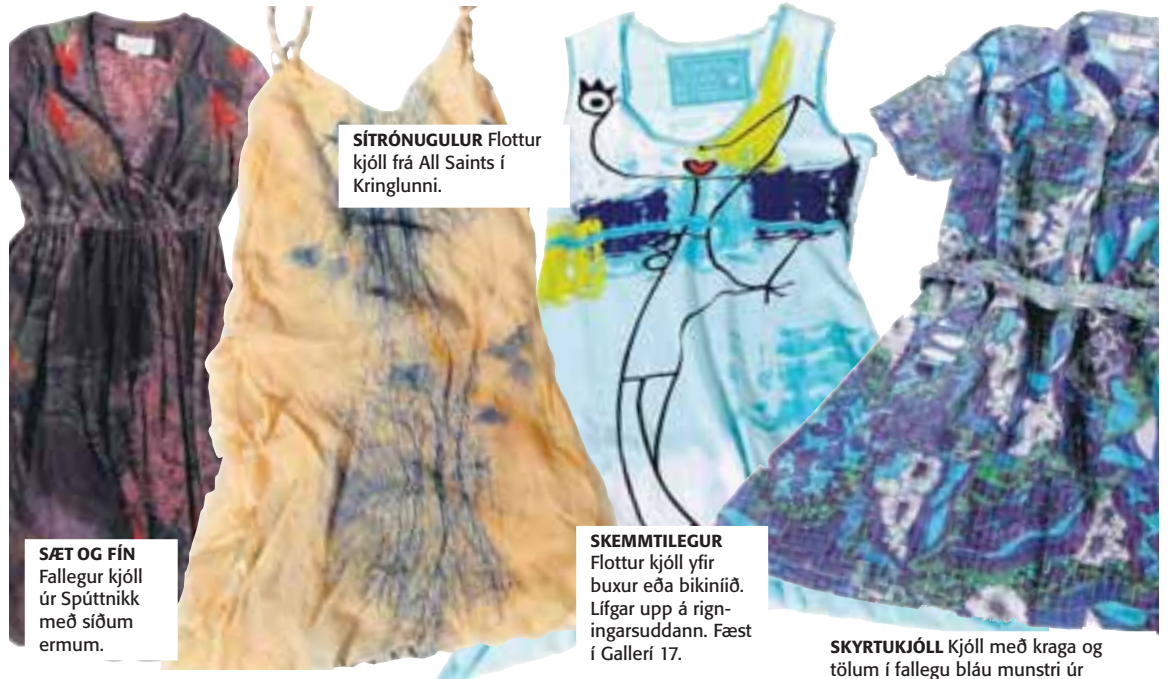 SÍTRÓNUGULUR Flottur
kjóll frá All Saints í
Kringlunni.
SÆT OG FÍN
Fallegur kjóll
úr Spúttnikk
með síðum
ermum.
SKEMMTILEGUR
Flottur kjóll yfir
buxur eða bikiníið.
Lífgar upp á rign-
ingarsuddann. Fæst
í Gallerí 17.
SKYRTUKJÓLL Kjóll með kraga og
tölum í fallegu bláu munstri úr